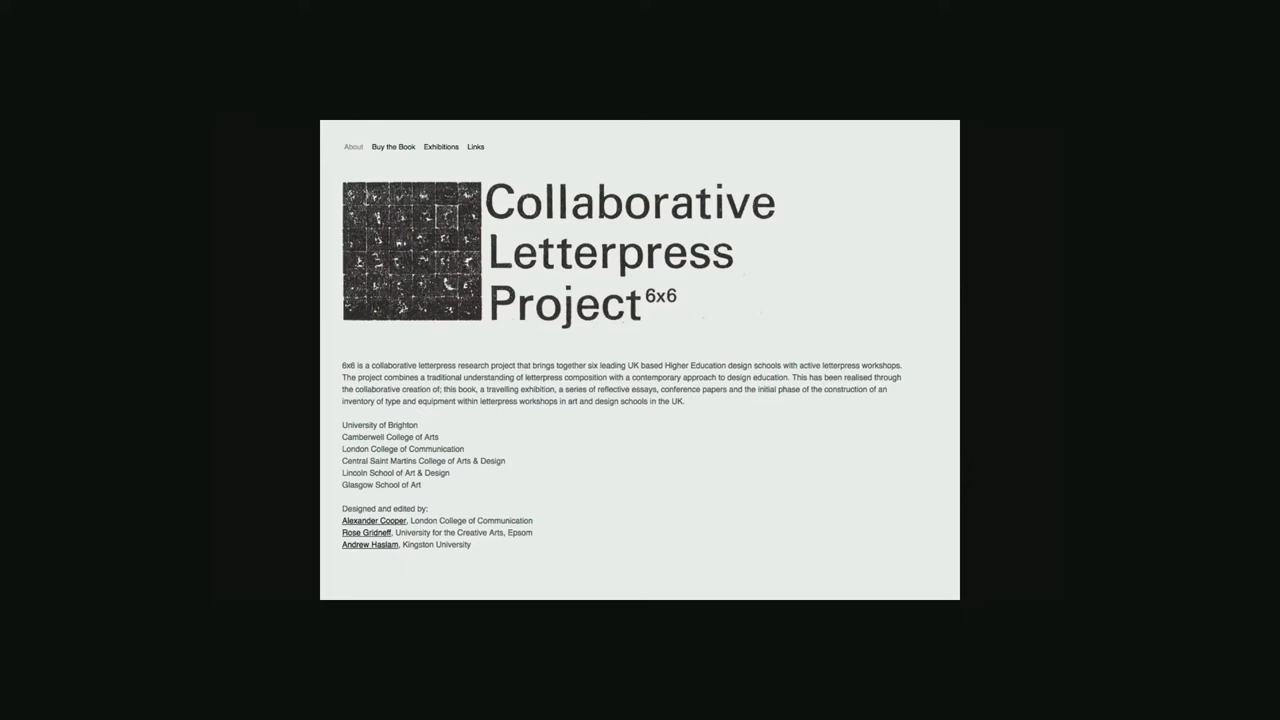 About Buy the Book Exhibitions Links
Collaborative
Letterpress
Project 6x6
6x6 is a collaborative letterpress research project that brings together six leading UK based Higher Education design schools with active letterpress workshops.
The project combines a traditional understanding of letterpress composition with a contemporary approach to design education. This has been realised through
the collaborative creation of; this book, a travelling exhibition, a series of reflective essays, conference papers and the initial phase of the construction of an
inventory of type and equipment within letterpress workshops in art and design schools in the UK.
University of Brighton
Camberwell College of Arts
London College of Communication
Central Saint Martins College of Arts & Design
Lincoln School of Art & Design
Glasgow School of Art
Designed and edited by:
Alexander Cooper, London College of Communication
Rose Gridneff, University for the Creative Arts, Epsom
Andrew Haslam, Kingston University